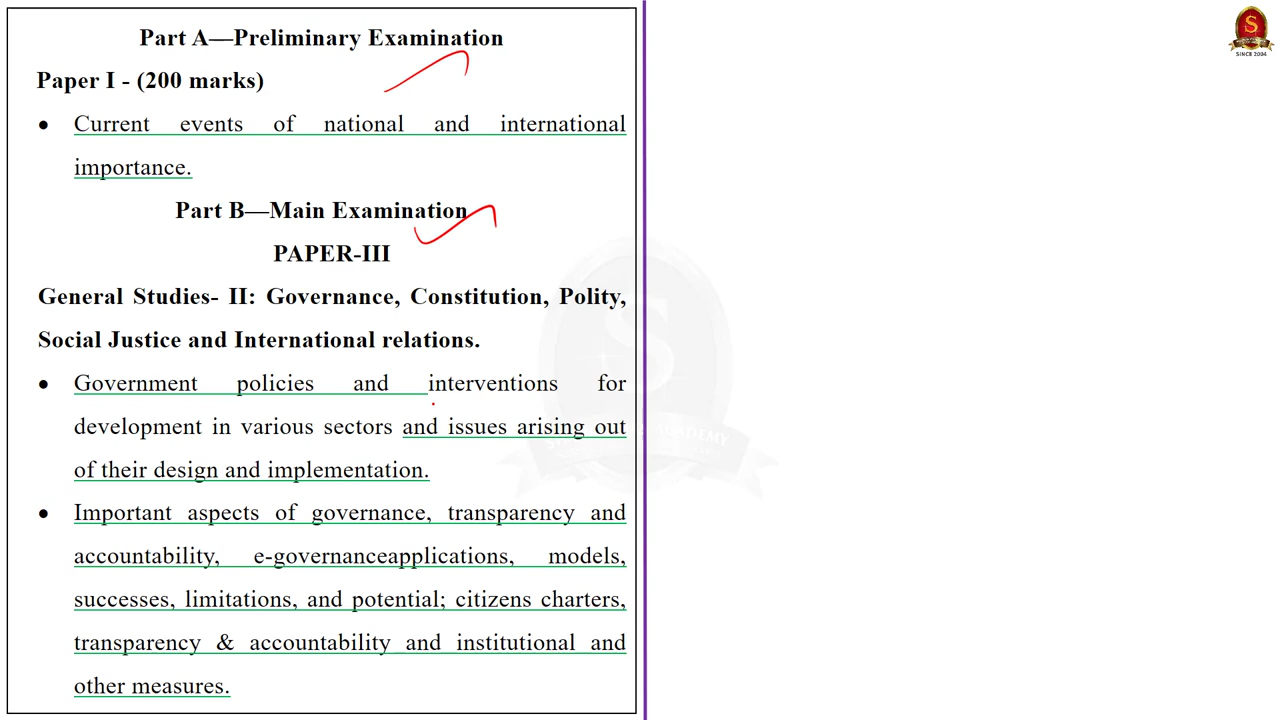 Part A—Preliminary Examination
Paper I - (200 marks)
● Current events of national and international
importance.
Part B—Main Examination
PAPER-III
General Studies- II: Governance, Constitution, Polity,
Social Justice and International relations.
● Government policies and interventions for
development in various sectors and issues arising out
of their design and implementation.
● Important aspects of governance, transparency and
accountability, e-governanceapplications, models,
successes, limitations, and potential; citizens charters,
transparency & accountability and institutional and
other measures.
S
SINCE 2004
S
ACADEMY